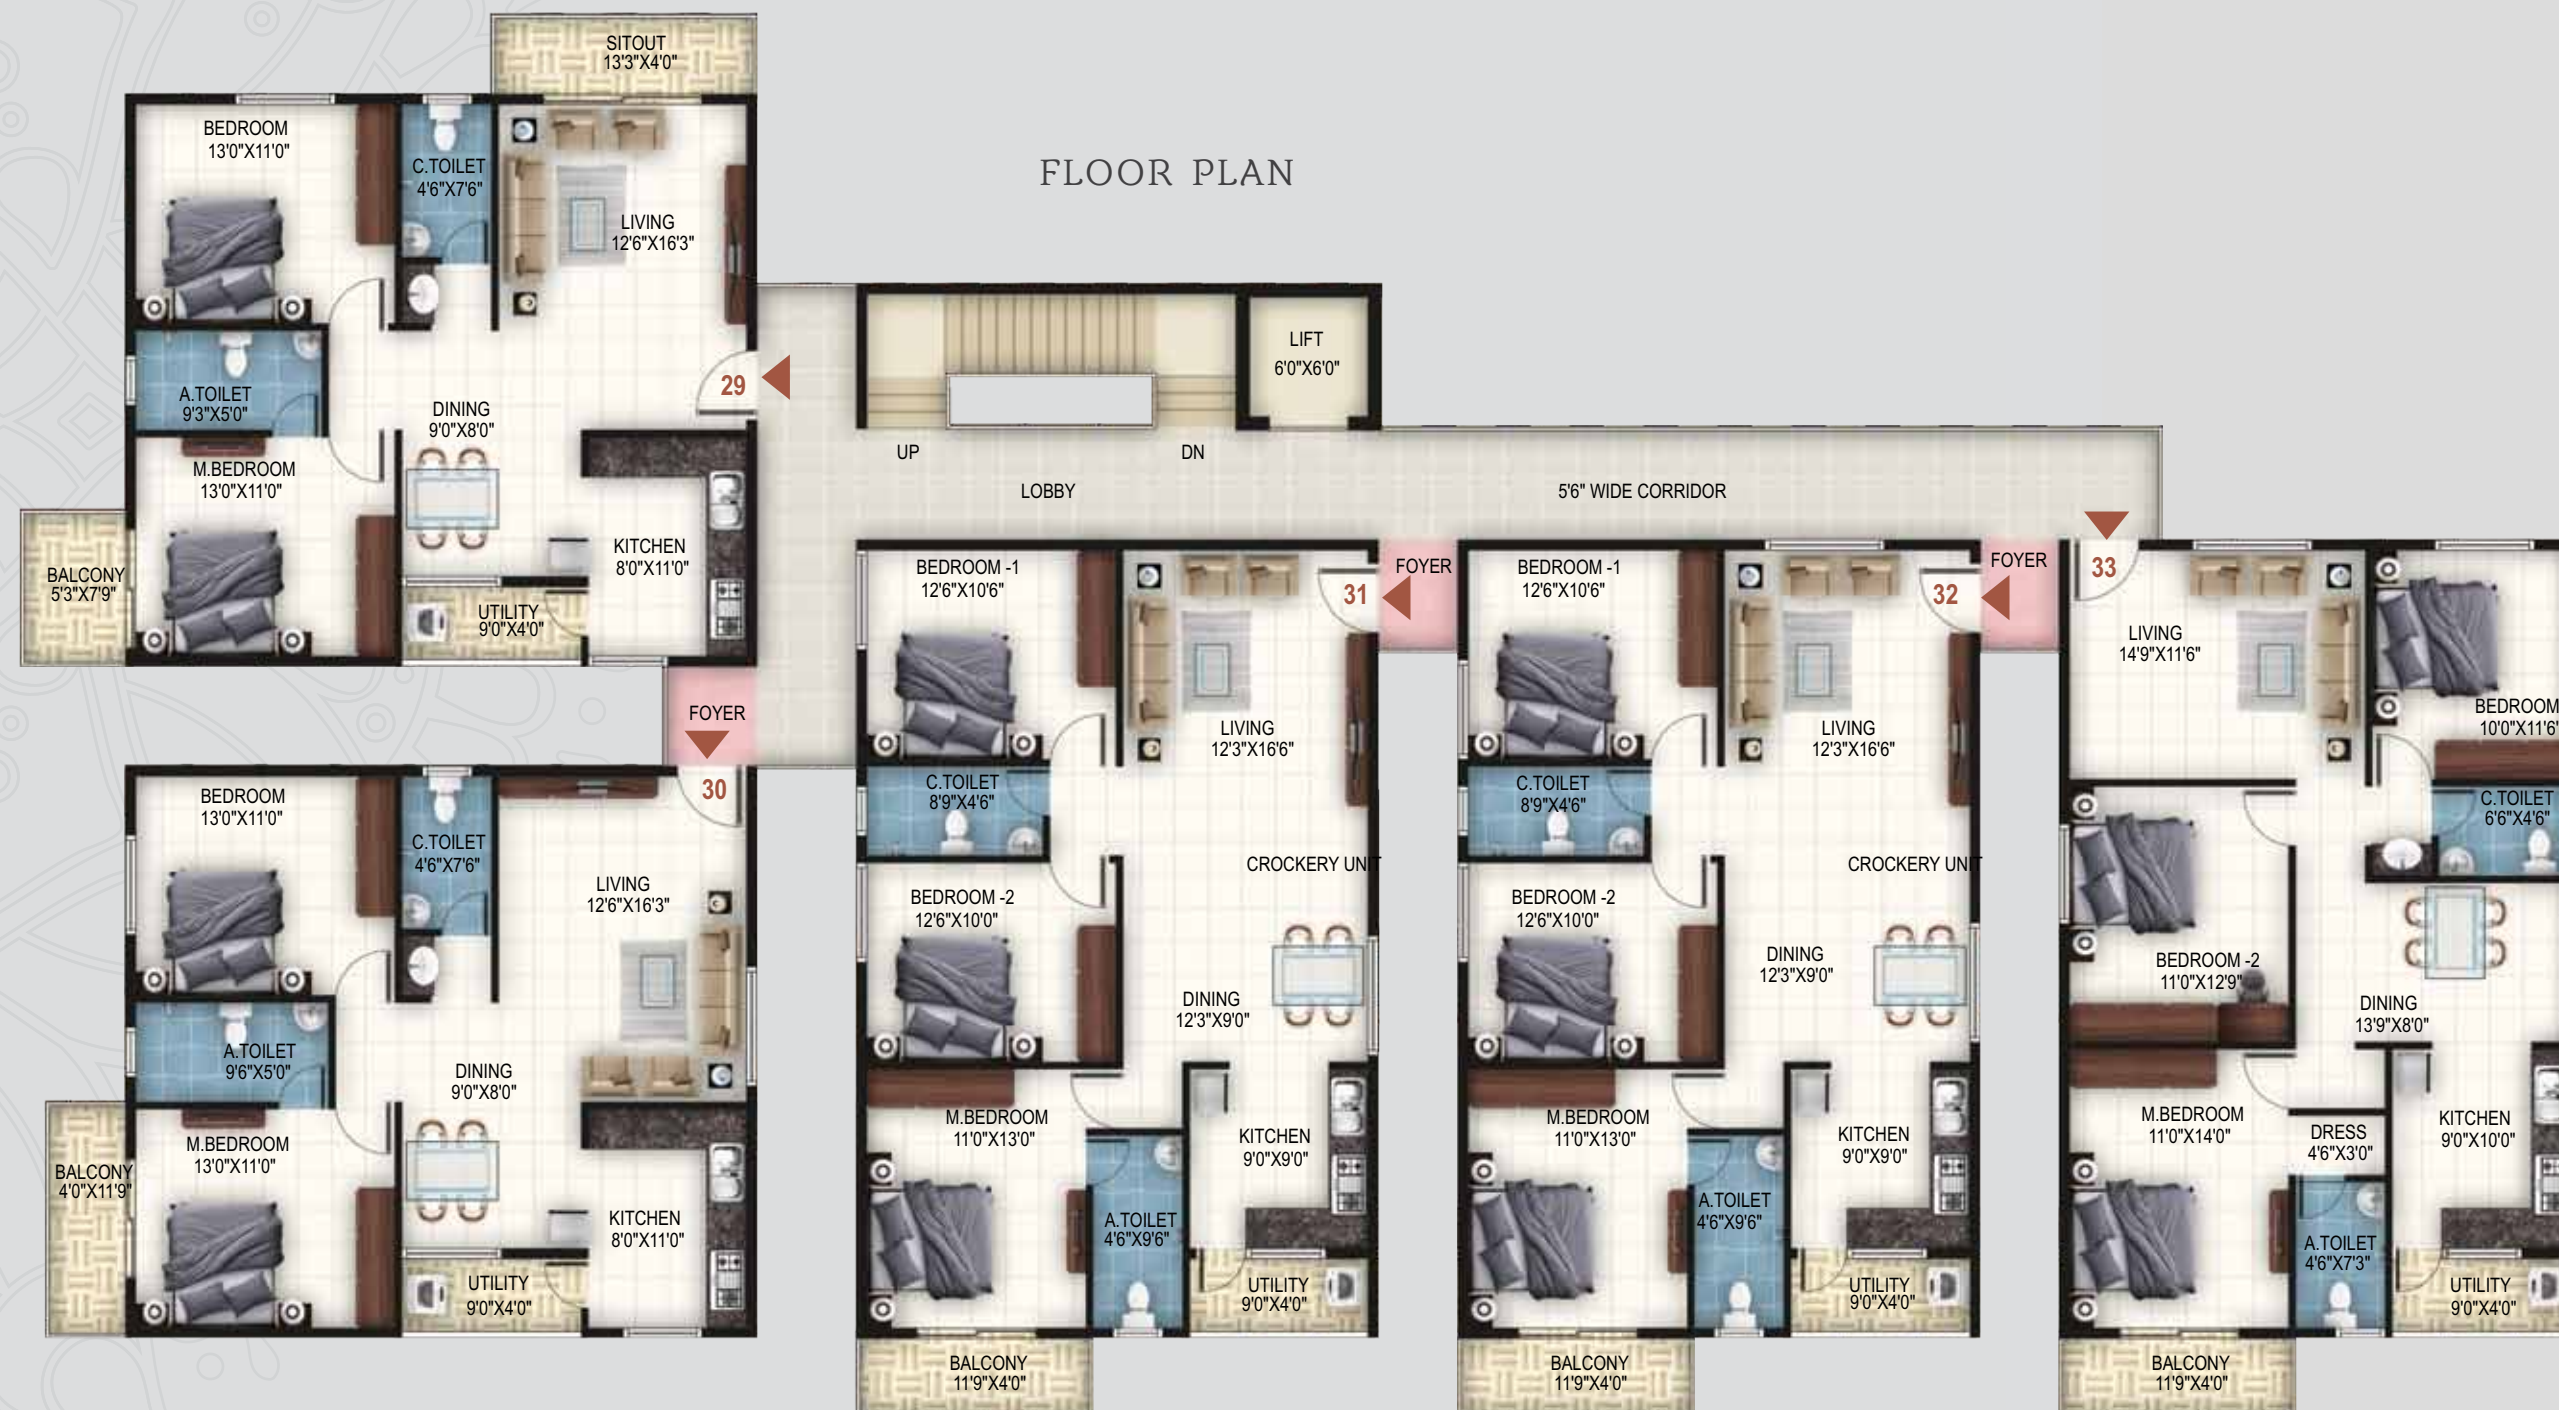 FLOOR PLAN
SITOUT
13'3"X4'0"
BEDROOM
13'0"X11'0"
C.TOILET
4'6"X7'6"
LIVING
12'6"X16'3"
A.TOILET
9'3"X5'0"
DINING
9'0"X8'0"
29
M.BEDROOM
13'0"X11'0"
BALCONY
5'3"X7'9"
KITCHEN
8'0"X11'0"
UTILITY
9'0"X4'0"
LIFT
6'0"X6'0"
UP
DN
LOBBY
5'6" WIDE CORRIDOR
FOYER
30
BEDROOM
13'0"X11'0"
C.TOILET
4'6"X7'6"
LIVING
12'6"X16'3"
A.TOILET
9'6"X5'0"
DINING
9'0"X8'0"
M.BEDROOM
13'0"X11'0"
BALCONY
4'0"X11'9"
KITCHEN
8'0"X11'0"
UTILITY
9'0"X4'0"
BEDROOM -1
12'6"X10'6"
31
FOYER
LIVING
12'3"X16'6"
C.TOILET
8'9"X4'6"
CROCKERY UNIT
BEDROOM -2
12'6"X10'0"
DINING
12'3"X9'0"
M.BEDROOM
11'0"X13'0"
KITCHEN
9'0"X9'0"
A.TOILET
4'6"X9'6"
UTILITY
9'0"X4'0"
BALCONY
11'9"X4'0"
BEDROOM -1
12'6"X10'6"
32
FOYER
LIVING
12'3"X16'6"
C.TOILET
8'9"X4'6"
CROCKERY UNIT
BEDROOM -2
12'6"X10'0"
DINING
12'3"X9'0"
M.BEDROOM
11'0"X13'0"
KITCHEN
9'0"X9'0"
A.TOILET
4'6"X9'6"
UTILITY
9'0"X4'0"
BALCONY
11'9"X4'0"
33
LIVING
14'9"X11'6"
BEDROOM
10'0"X11'6"
C.TOILET
6'6"X4'6"
BEDROOM -2
11'0"X12'9"
DINING
13'9"X8'0"
M.BEDROOM
11'0"X14'0"
DRESS
4'6"X3'0"
KITCHEN
9'0"X10'0"
A.TOILET
4'6"X7'3"
UTILITY
9'0"X4'0"
BALCONY
11'9"X4'0"